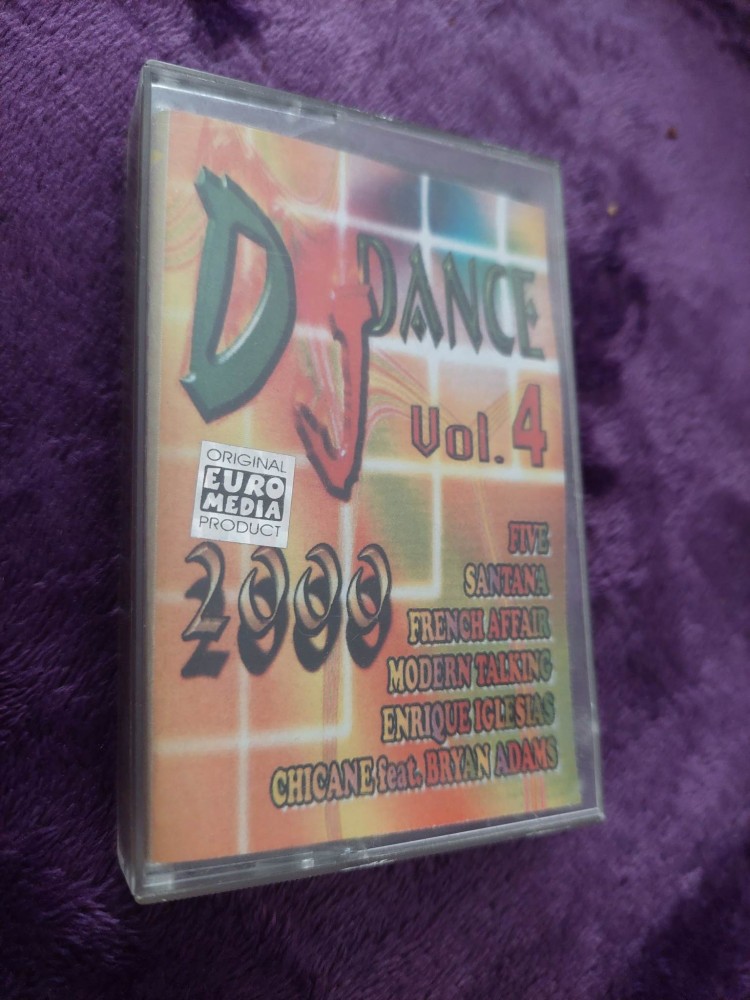 DJ DANCE
Vol. 4
ORIGINAL
EURO
MEDIA
PRODUCT
2000
FIVE
SANTANA
FRENCH AFFAIR
MODERN TALKING
ENRIQUE IGLESIAS
CHICANE feat. BRYAN ADAMS